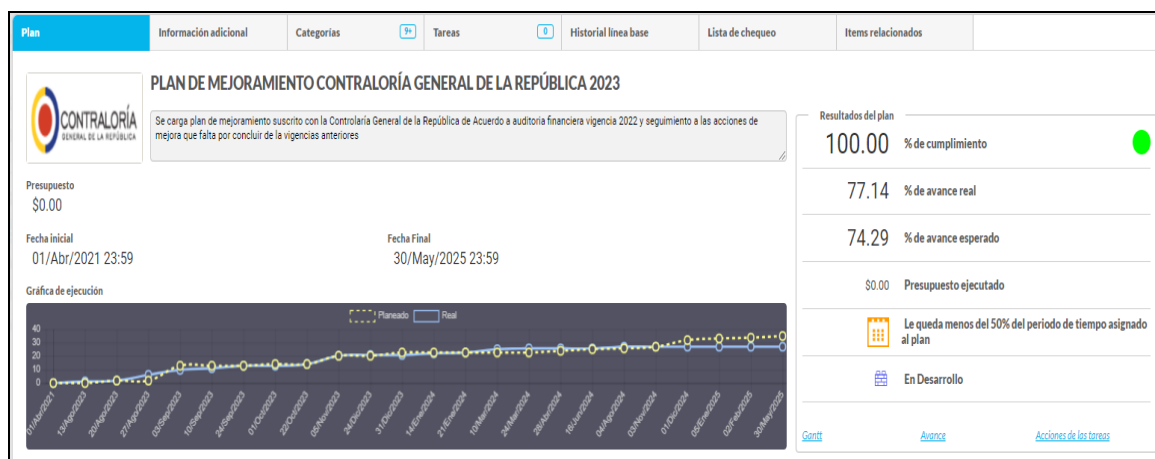 Plan
Información adicional
Categorías
9+
Tareas
0
Historial línea base
Lista de chequeo
Items relacionados
PLAN DE MEJORAMIENTO CONTRALORÍA GENERAL DE LA REPÚBLICA 2023
CONTRALORÍA
GENERAL DE LA REPÚBLICA
Se carga plan de mejoramiento suscrito con la Controlaría General de la República de Acuerdo a auditoria financiera vigencia 2022 y seguimiento a las acciones de
mejora que falta por concluir de la vigencias anteriores
Presupuesto
$0.00
Fecha inicial
01/Abr/2021 23:59
Fecha Final
30/May/2025 23:59
Gráfica de ejecución
Planeado
Real
40
30
20
10
0
01/Abr/2021
13/Ago/2023
20/Ago/2023
27/Ago/2023
03/Sep/2023
10/Sep/2023
24/Sep/2023
01/Oct/2023
22/Oct/2023
05/Nov/2023
24/Dic/2023
31/Dic/2023
14/Ene/2024
21/Ene/2024
10/Mar/2024
24/Mar/2024
28/Abr/2024
16/Jun/2024
04/Ago/2024
03/Nov/2024
01/Dic/2024
05/Ene/2025
02/Feb/2025
30/May/2025
Resultados del plan
100.00 % de cumplimiento
77.14 % de avance real
74.29 % de avance esperado
$0.00 Presupuesto ejecutado
Le queda menos del 50% del periodo de tiempo asignado
al plan
En Desarrollo
Gantt
Avance
Acciones de las tareas